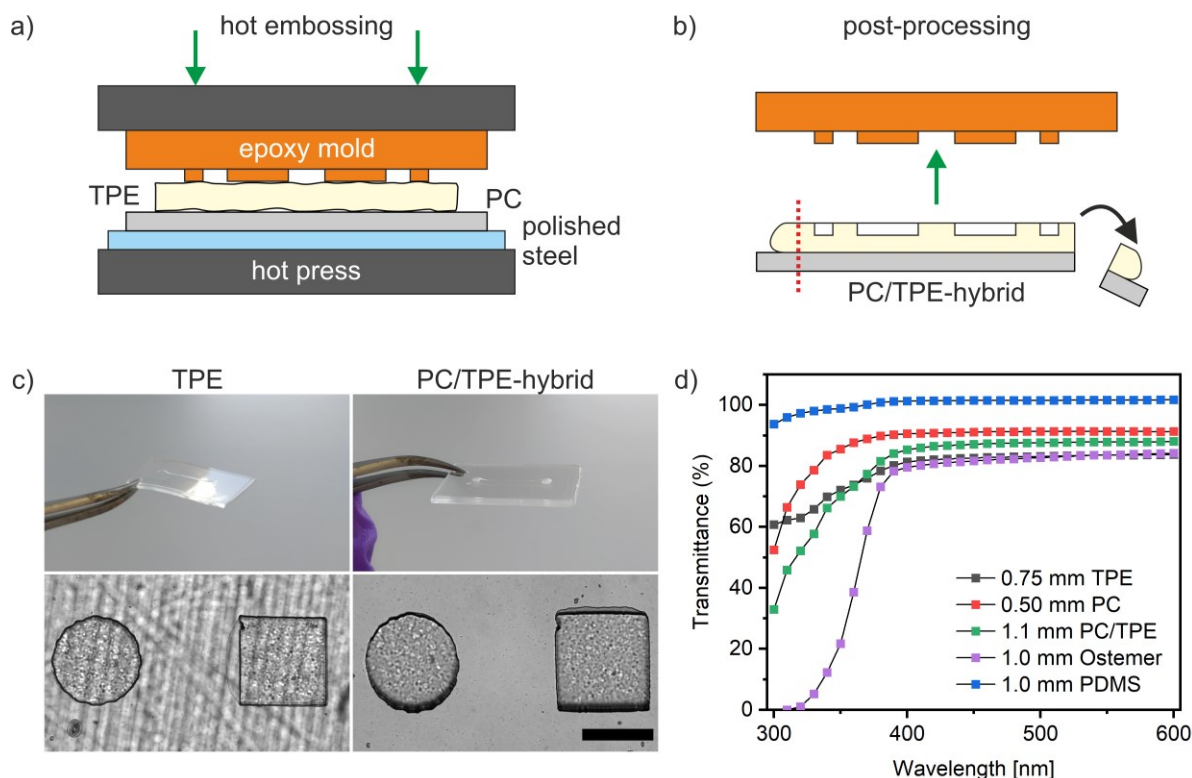 a)
hot embossing
epoxy mold
TPE
PC
polished
steel
hot press
b)
post-processing
PC/TPE-hybrid
c)
TPE
PC/TPE-hybrid
d)
Transmittance (%)
100
80
60
40
20
0
300
400
500
600
Wavelength [nm]
0.75 mm TPE
0.50 mm PC
1.1 mm PC/TPE
1.0 mm Ostemer
1.0 mm PDMS